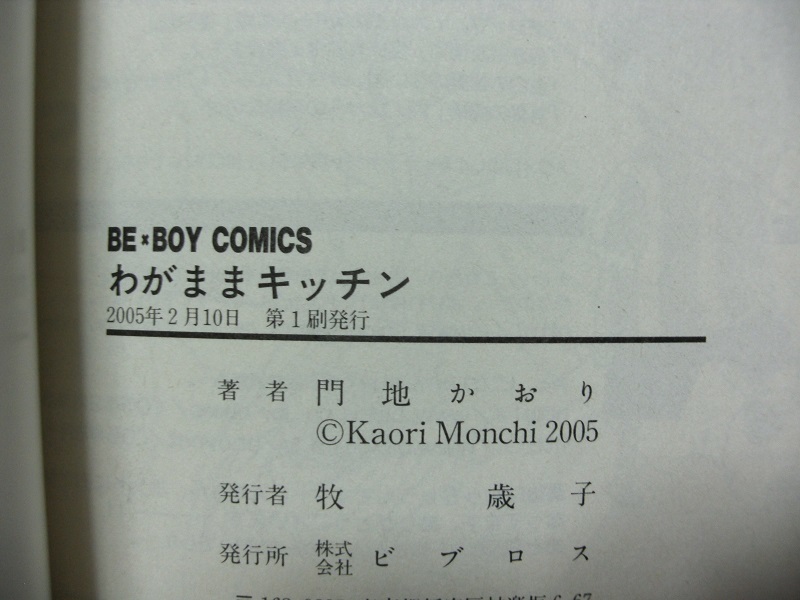 BE×BOY COMICS
わがままキッチン
2005年2月10日　第1刷発行
著者　門地かおり
©Kaori Monchi 2005
発行者　牧　歳子
発行所　株式会社　ビブロス